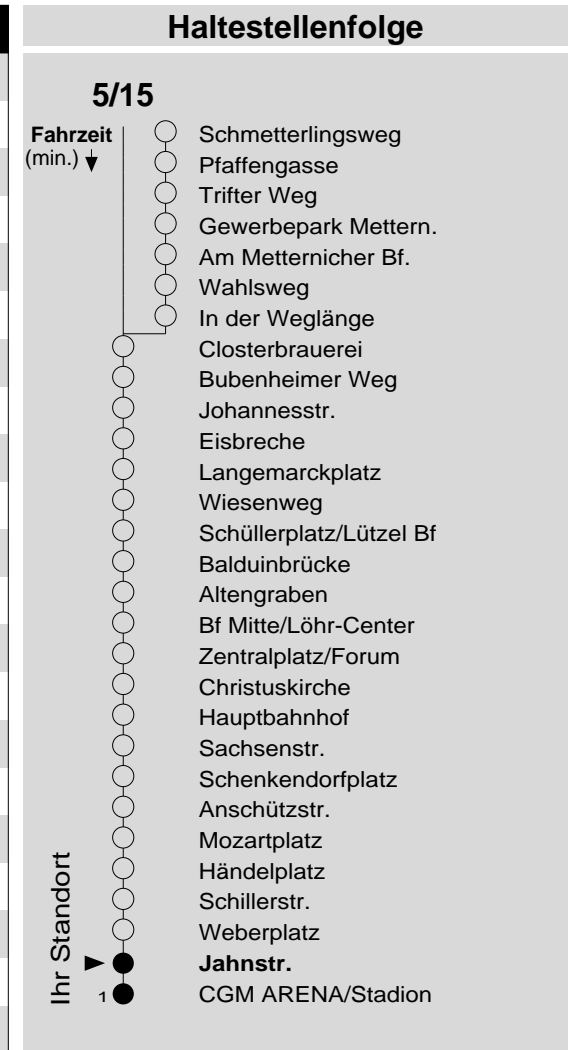 Haltestellenfolge
5/15
Fahrzeit
(min.)
Schmetterlingsweg
Pfaffengasse
Trifter Weg
Gewerbepark Mettern.
Am Metternicher Bf.
Wahlsweg
In der Weglänge
Closterbrauerei
Bubenheimer Weg
Johannesstr.
Eisbreche
Langemarckplatz
Wiesenweg
Schüllerplatz/Lützel Bf
Balduinbrücke
Altengraben
Bf Mitte/Löhr-Center
Zentralplatz/Forum
Christuskirche
Hauptbahnhof
Sachsenstr.
Schenkendorfplatz
Anschützstr.
Mozartplatz
Händelplatz
Schillerstr.
Weberplatz
Ihr Standort
Jahnstr.
1 CGM ARENA/Stadion